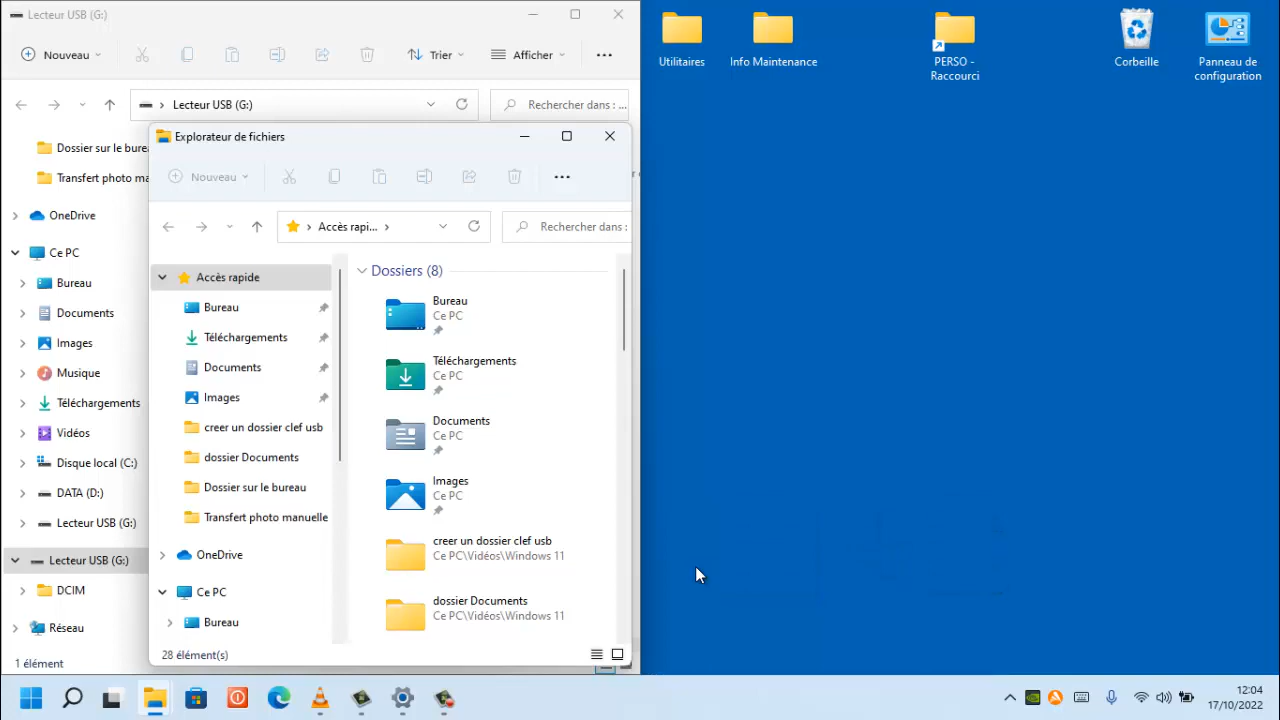 Lecteur USB (G:)
Nouveau
Trier
Afficher
Lecteur USB (G:)
Rechercher dans : ...
Dossier sur le burea
Transfert photo ma
OneDrive
Ce PC
Bureau
Documents
Images
Musique
Téléchargements
Vidéos
Disque local (C:)
DATA (D:)
Lecteur USB (G:)
Lecteur USB (G:)
DCIM
Réseau
1 élément
Explorateur de fichiers
Nouveau
Accès rapi...
Rechercher dans :
Accès rapide
Bureau
Téléchargements
Documents
Images
creer un dossier clef usb
dossier Documents
Dossier sur le bureau
Transfert photo manuelle
OneDrive
Ce PC
Bureau
Dossiers (8)
Bureau
Ce PC
Téléchargements
Ce PC
Documents
Ce PC
Images
Ce PC
creer un dossier clef usb
Ce PC\Vidéos\Windows 11
dossier Documents
Ce PC\Vidéos\Windows 11
28 élément(s)
Utilitaires
Info Maintenance
PERSO -
Raccourci
Corbeille
Panneau de
configuration
12:04
17/10/2022